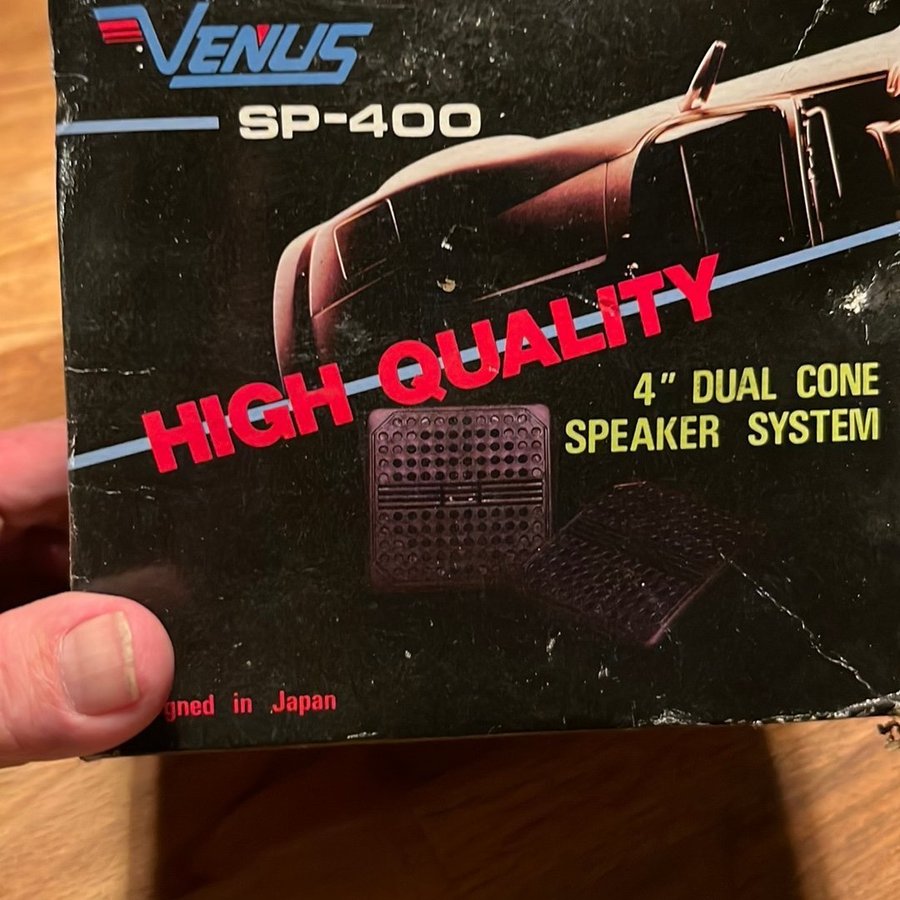 VENUS
SP-400
HIGH QUALITY
4" DUAL CONE
SPEAKER SYSTEM
gned in Japan